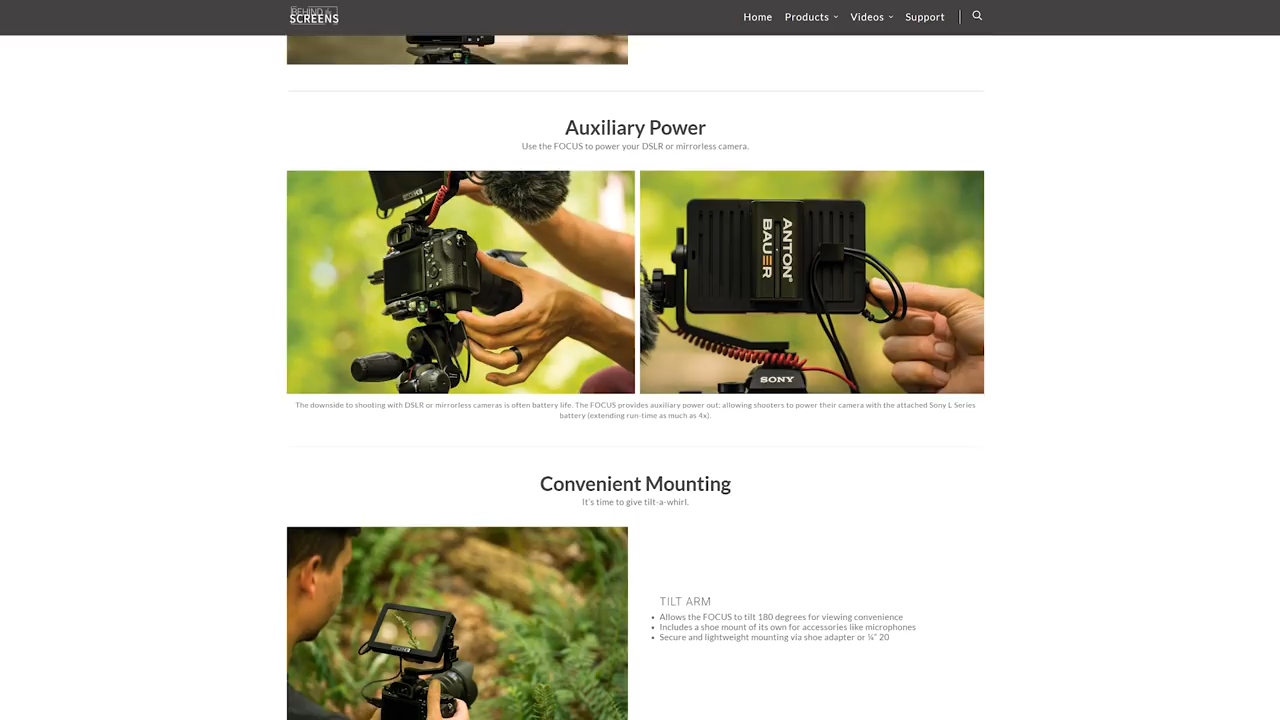 BEHIND the
SCREENS
Home
Products
Videos
Support
Auxiliary Power
Use the FOCUS to power your DSLR or mirrorless camera.
ANTON
BAUER
SONY
The downside to shooting with DSLR or mirrorless cameras is often battery life. The FOCUS provides auxiliary power out: allowing shooters to power their camera with the attached Sony L Series
battery (extending run-time as much as 4x).
Convenient Mounting
It's time to give tilt-a-whirl.
TILT ARM
Allows the FOCUS to tilt 180 degrees for viewing convenience
Includes a shoe mount of its own for accessories like microphones
Secure and lightweight mounting via shoe adapter or ¼” 20